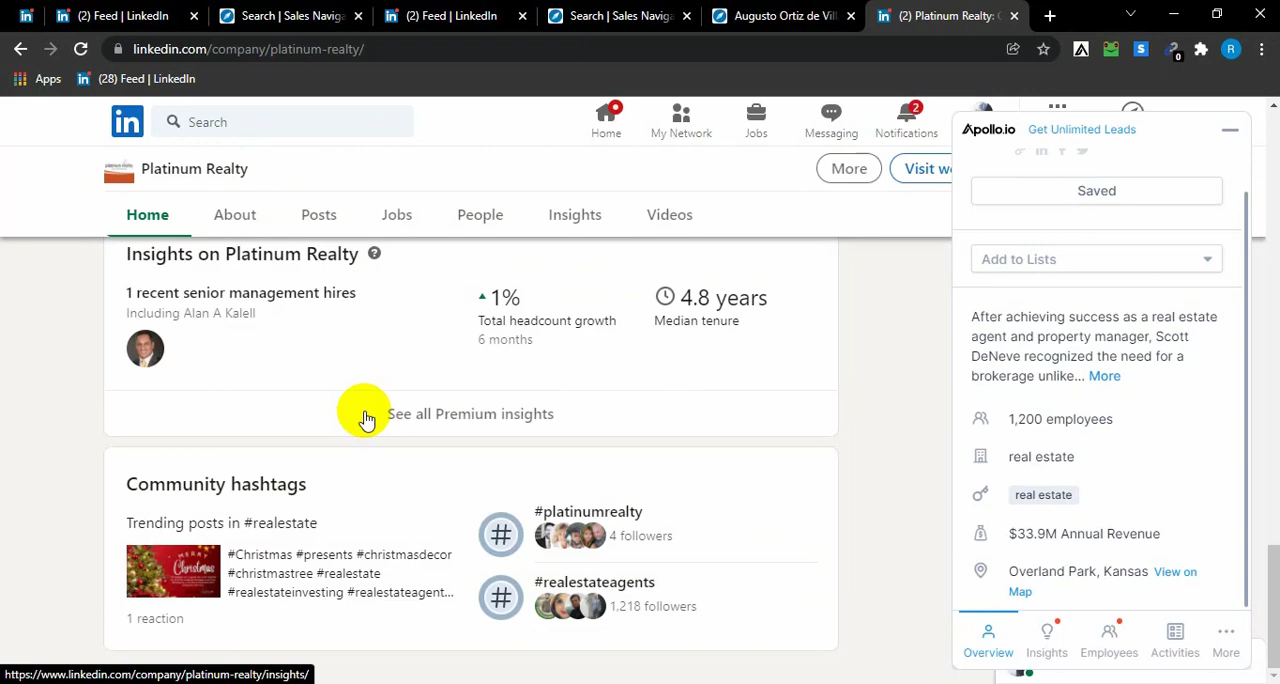 (2) Feed | LinkedIn
Search | Sales Naviga
(2) Feed | LinkedIn
Search | Sales Naviga
Augusto Ortiz de Vil
(2) Platinum Realty:
linkedin.com/company/platinum-realty/
S
0
R
Apps
(28) Feed | LinkedIn
in
Search
Home
My Network
Jobs
Messaging
2
Notifications
Platinum Realty
More
Visit w
Home
About
Posts
Jobs
People
Insights
Videos
Insights on Platinum Realty
1 recent senior management hires
Including Alan A Kalell
1%
Total headcount growth
6 months
4.8 years
Median tenure
See all Premium insights
Community hashtags
Trending posts in #realestate
MERRY
Christmas
#Christmas #presents #christmasdecor
#christmastree #realestate
#realestateinvesting #realestateagent...
1 reaction
#platinumrealty
4 followers
#realestateagents
1,218 followers
Apollo.io
Get Unlimited Leads
Saved
Add to Lists
After achieving success as a real estate
agent and property manager, Scott
DeNeve recognized the need for a
brokerage unlike... More
1,200 employees
real estate
real estate
$33.9M Annual Revenue
Overland Park, Kansas View on
Map
Overview
Insights
Employees
Activities
More
https://www.linkedin.com/company/platinum-realty/insights/